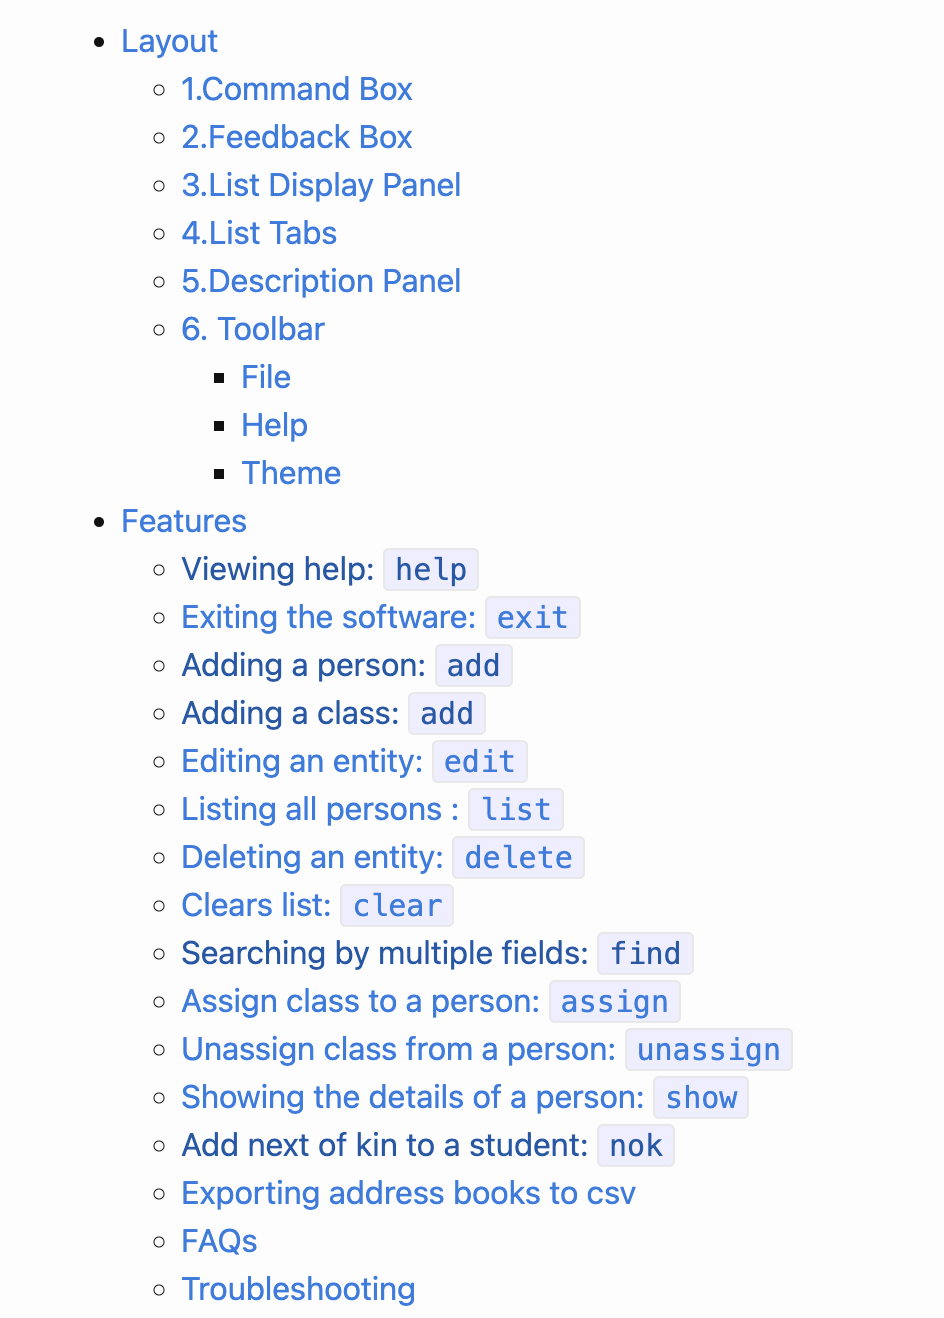 Layout
1.Command Box
2.Feedback Box
3.List Display Panel
4.List Tabs
5.Description Panel
6. Toolbar
File
Help
Theme
Features
Viewing help: help
Exiting the software: exit
Adding a person: add
Adding a class: add
Editing an entity: edit
Listing all persons : list
Deleting an entity: delete
Clears list: clear
Searching by multiple fields: find
Assign class to a person: assign
Unassign class from a person: unassign
Showing the details of a person: show
Add next of kin to a student: nok
Exporting address books to csv
FAQs
Troubleshooting